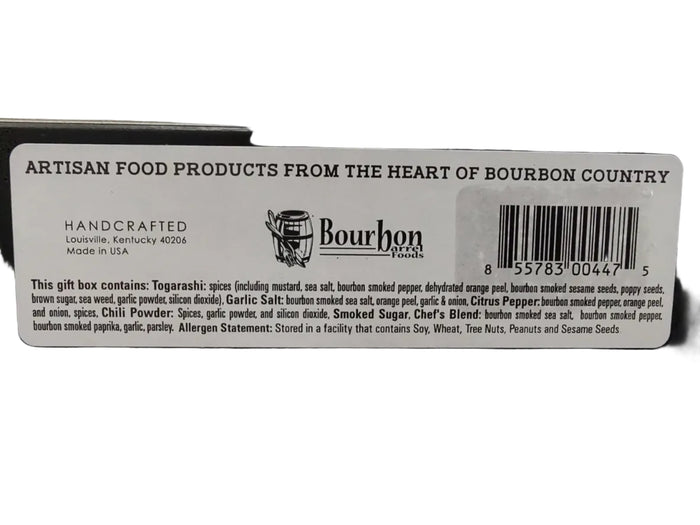 ARTISAN FOOD PRODUCTS FROM THE HEART OF BOURBON COUNTRY
HANDCRAFTED
Louisville, Kentucky 40206
Made in USA
Bourbon
Barrel
Foods
8 55783 00447 5
This gift box contains: Togarashi: spices (including mustard, sea salt, bourbon smoked pepper, dehydrated orange peel, bourbon smoked sesame seeds, poppy seeds,
brown sugar, sea weed, garlic powder, silicon dioxide), Garlic Salt: bourbon smoked sea salt, orange peel, garlic & onion, Citrus Pepper: bourbon smoked pepper, orange peel,
and onion, spices, Chili Powder: Spices, garlic powder, and silicon dioxide, Smoked Sugar, Chef's Blend: bourbon smoked sea salt, bourbon smoked pepper,
bourbon smoked paprika, garlic, parsley. Allergen Statement: Stored in a facility that contains Soy, Wheat, Tree Nuts, Peanuts and Sesame Seeds